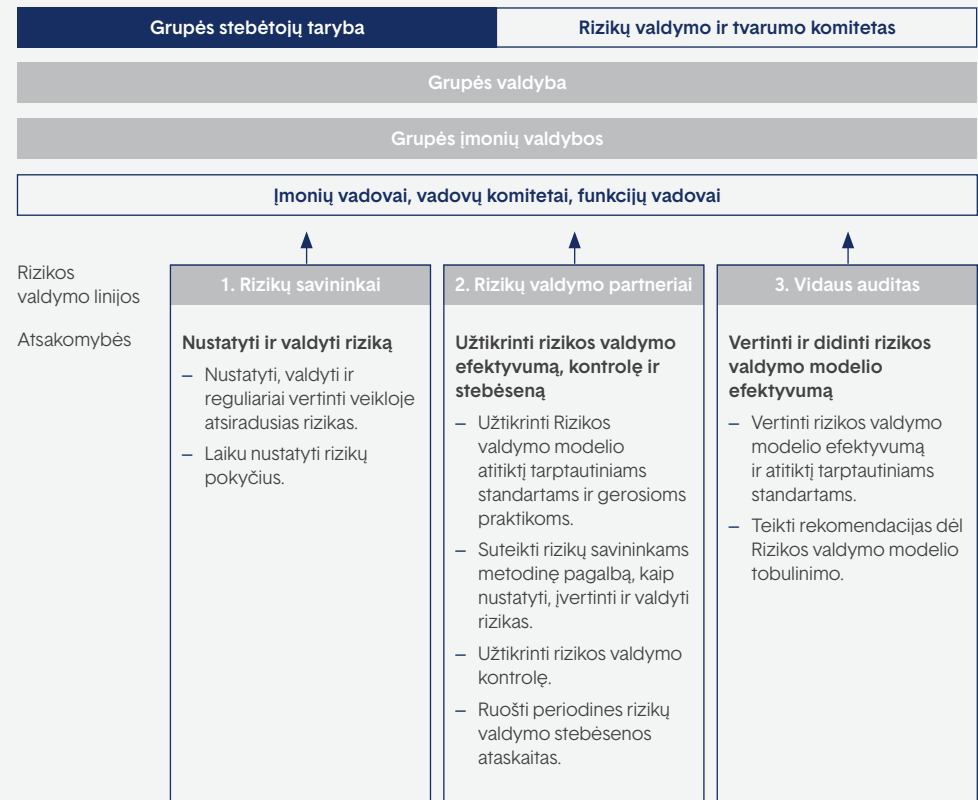 Grupės stebėtojų taryba
Rizikų valdymo ir tvarumo komitetas
Grupės valdyba
Grupės įmonių valdybos
Įmonių vadovai, vadovų komitetai, funkcijų vadovai
Rizikos
valdymo linijos
1. Rizikų savininkai
2. Rizikų valdymo partneriai
3. Vidaus auditas
Atsakomybės
Nustatyti ir valdyti riziką
– Nustatyti, valdyti ir
reguliariai vertinti veikloje
atsiradusias rizikas.
– Laiku nustatyti rizikų
pokyčius.
Užtikrinti rizikos valdymo
efektyvumą, kontrolę ir
stebėseną
– Užtikrinti Rizikos
valdymo modelio
atitiktį tarptautiniams
standartams ir gerosioms
praktikoms.
– Suteikti rizikų savininkams
metodinę pagalbą, kaip
nustatyti, įvertinti ir valdyti
rizikas.
– Užtikrinti rizikos valdymo
kontrolę.
– Ruošti periodines rizikų
valdymo stebėsenos
ataskaitas.
Vertinti ir didinti rizikos
valdymo modelio
efektyvumą
– Vertinti rizikos valdymo
modelio efektyvumą
ir atitiktį tarptautiniams
standartams.
– Teikti rekomendacijas dėl
Rizikos valdymo modelio
tobulinimo.